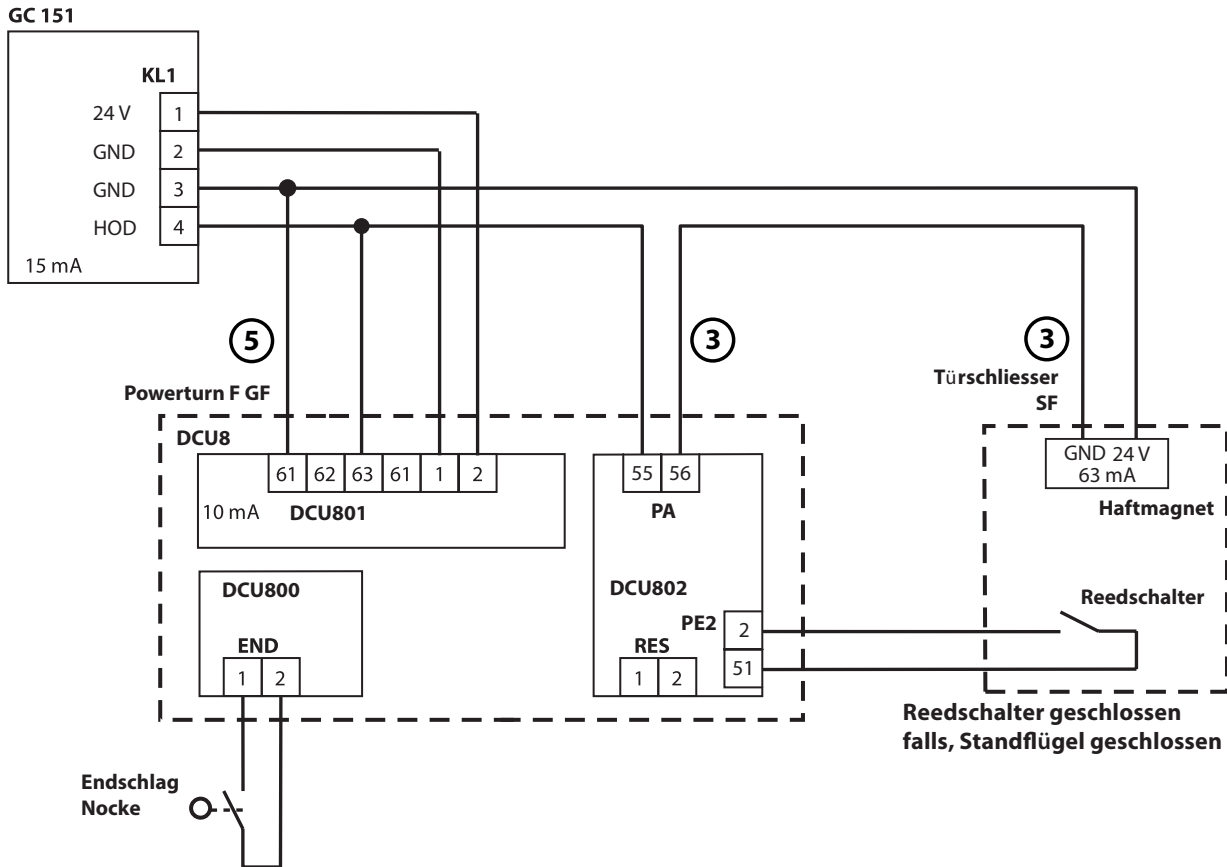 GC 151
KL1
24 V 1
GND 2
GND 3
HOD 4
15 mA
5
3
3
Türschliesser
SF
Powerturn F GF
DCU8
61 62 63 61 1 2
10 mA DCU801
55 56
PA
GND 24 V
63 mA
Haftmagnet
DCU800
END
1 2
DCU802
PE2 2
51
RES
1 2
Reedschalter
Reedschalter geschlossen
falls, Standflügel geschlossen
Endschlag
Nocke